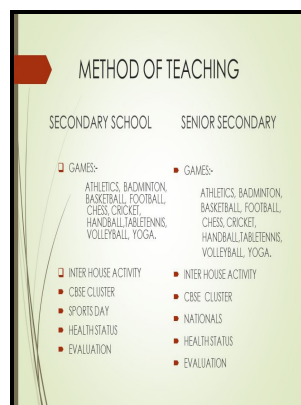 METHOD OF TEACHING
SECONDARY SCHOOL
GAMES:-
ATHLETICS, BADMINTON,
BASKETBALL, FOOTBALL,
CHESS, CRICKET,
HANDBALL,TABLETENNIS,
VOLLEYBALL, YOGA.
INTER HOUSE ACTIVITY
CBSE CLUSTER
SPORTS DAY
HEALTH STATUS
EVALUATION
SENIOR SECONDARY
GAMES:-
ATHLETICS, BADMINTON,
BASKETBALL, FOOTBALL,
CHESS, CRICKET,
HANDBALL,TABLETENNIS,
VOLLEYBALL, YOGA.
INTER HOUSE ACTIVITY
CBSE CLUSTER
NATIONALS
HEALTH STATUS
EVALUATION